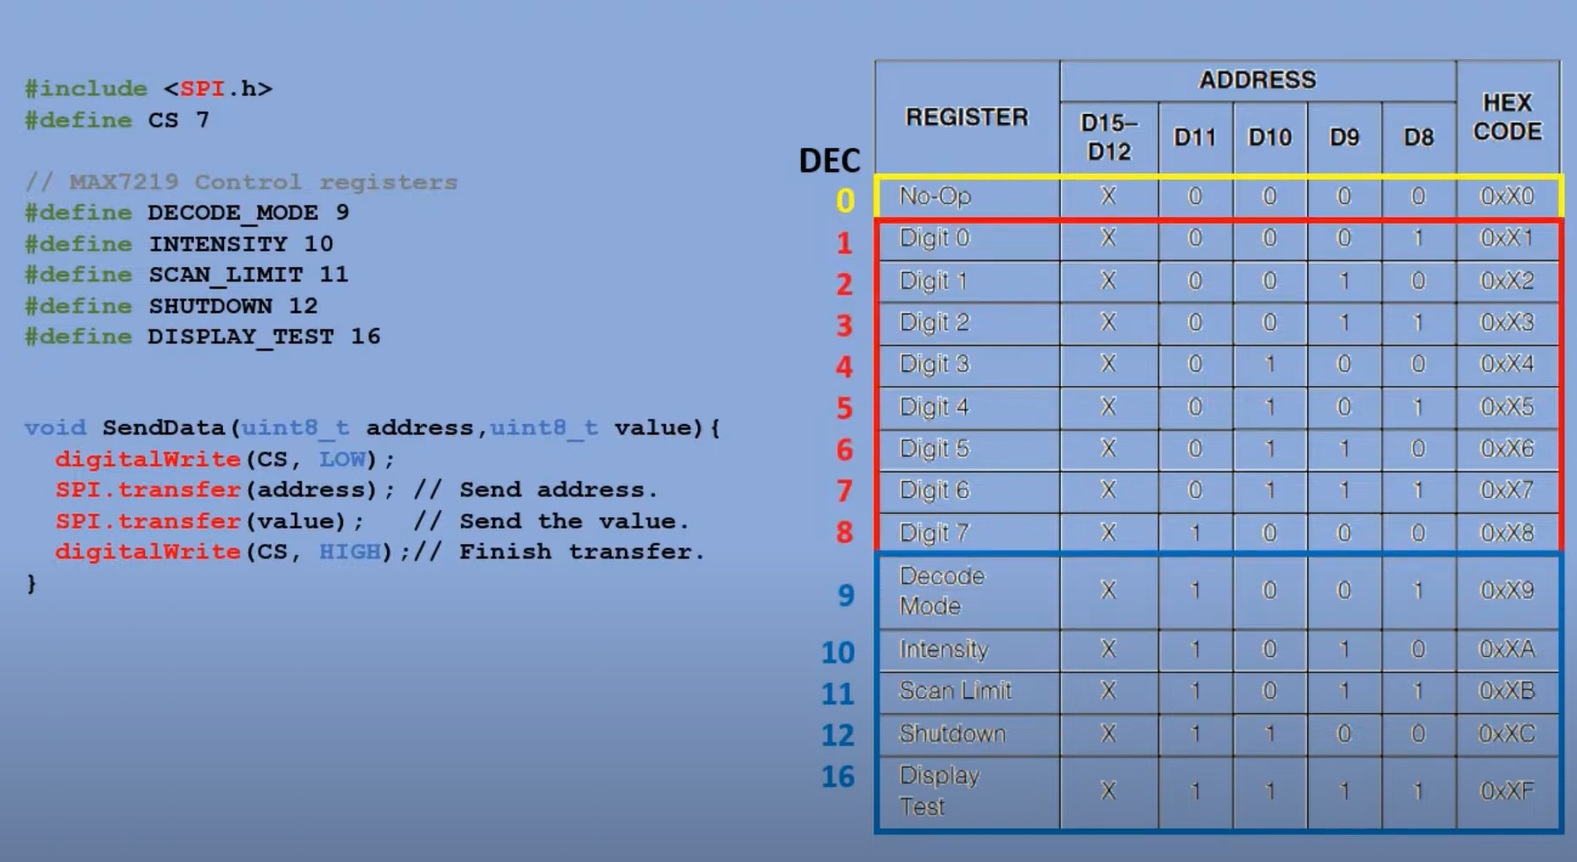 #include <SPI.h>
#define CS 7
// MAX7219 Control registers
#define DECODE_MODE 9
#define INTENSITY 10
#define SCAN_LIMIT 11
#define SHUTDOWN 12
#define DISPLAY_TEST 16
void SendData(uint8_t address,uint8_t value){
digitalWrite(CS, LOW);
SPI.transfer(address); // Send address.
SPI.transfer(value);   // Send the value.
digitalWrite(CS, HIGH);// Finish transfer.
}
DEC
REGISTER ADDRESS HEX CODE
D15–D12 D11 D10 D9 D8
0 No-Op X 0 0 0 0 0xX0
1 Digit 0 X 0 0 0 1 0xX1
2 Digit 1 X 0 0 1 0 0xX2
3 Digit 2 X 0 0 1 1 0xX3
4 Digit 3 X 0 1 0 0 0xX4
5 Digit 4 X 0 1 0 1 0xX5
6 Digit 5 X 0 1 1 0 0xX6
7 Digit 6 X 0 1 1 1 0xX7
8 Digit 7 X 1 0 0 0 0xX8
9 Decode Mode X 1 0 0 1 0xX9
10 Intensity X 1 0 1 0 0xXA
11 Scan Limit X 1 0 1 1 0xXB
12 Shutdown X 1 1 0 0 0xXC
16 Display Test X 1 1 1 1 0xXF